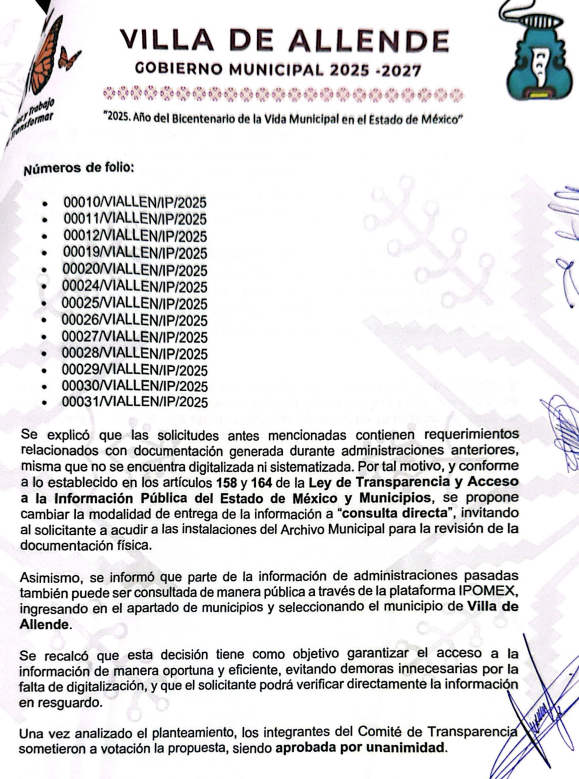 VILLA DE ALLENDE
GOBIERNO MUNICIPAL 2025 -2027
y Trabajo
Transformar
"2025. Año del Bicentenario de la Vida Municipal en el Estado de México"
Números de folio:
• 00010/VIALLEN/IP/2025
• 00011/VIALLEN/IP/2025
• 00012/VIALLEN/IP/2025
• 00019/VIALLEN/IP/2025
• 00020/VIALLEN/IP/2025
• 00024/VIALLEN/IP/2025
• 00025/VIALLEN/IP/2025
• 00026/VIALLEN/IP/2025
• 00027/VIALLEN/IP/2025
• 00028/VIALLEN/IP/2025
• 00029/VIALLEN/IP/2025
• 00030/VIALLEN/IP/2025
• 00031/VIALLEN/IP/2025
Se explicó que las solicitudes antes mencionadas contienen requerimientos
relacionados con documentación generada durante administraciones anteriores,
misma que no se encuentra digitalizada ni sistematizada. Por tal motivo, y conforme
a lo establecido en los artículos 158 y 164 de la Ley de Transparencia y Acceso
a la Información Pública del Estado de México y Municipios, se propone
cambiar la modalidad de entrega de la información a "consulta directa", invitando
al solicitante a acudir a las instalaciones del Archivo Municipal para la revisión de la
documentación física.
Asimismo, se informó que parte de la información de administraciones pasadas
también puede ser consultada de manera pública a través de la plataforma IPOMEX,
ingresando en el apartado de municipios y seleccionando el municipio de Villa de
Allende.
Se recalcó que esta decisión tiene como objetivo garantizar el acceso a la
información de manera oportuna y eficiente, evitando demoras innecesarias por la
falta de digitalización, y que el solicitante podrá verificar directamente la información
en resguardo.
Una vez analizado el planteamiento, los integrantes del Comité de Transparencia
sometieron a votación la propuesta, siendo aprobada por unanimidad.